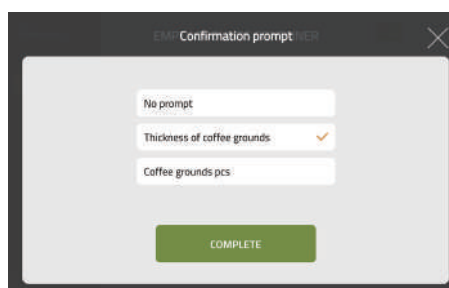 Confirmation prompt
No prompt
Thickness of coffee grounds
Coffee grounds pcs
COMPLETE